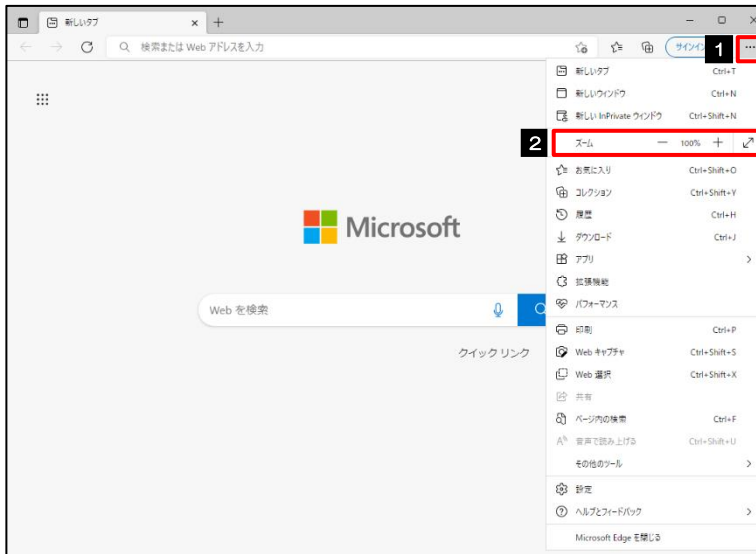 新しいタブ
検索または Web アドレスを入力
サインイン
1
新しいタブ Ctrl+T
新しいウィンドウ Ctrl+N
新しい InPrivate ウィンドウ Ctrl+Shift+N
2
ズーム 100%
お気に入り Ctrl+Shift+O
コレクション Ctrl+Shift+Y
履歴 Ctrl+H
ダウンロード Ctrl+J
アプリ
拡張機能
パフォーマンス
印刷 Ctrl+P
Web キャプチャ Ctrl+Shift+S
Web 選択 Ctrl+Shift+X
共有
ページ内の検索 Ctrl+F
音声で読み上げる Ctrl+Shift+U
その他のツール
設定
ヘルプとフィードバック
Microsoft Edge を閉じる
Microsoft
Web を検索
クイック リンク